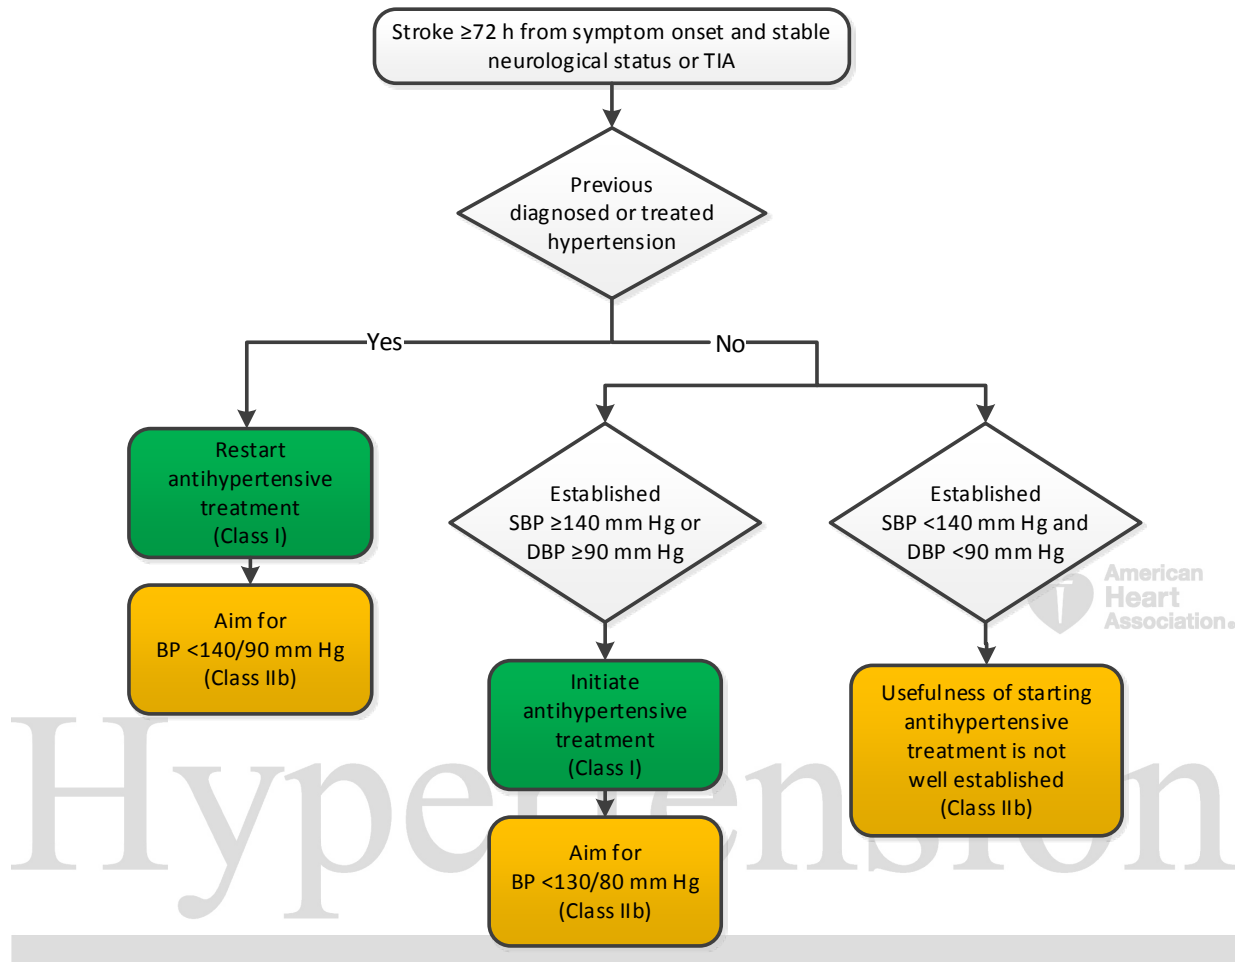 Stroke ≥72 h from symptom onset and stable
neurological status or TIA
Previous
diagnosed or treated
hypertension
Yes
No
Restart
antihypertensive
treatment
(Class I)
Aim for
BP <140/90 mm Hg
(Class IIb)
Established
SBP ≥140 mm Hg or
DBP ≥90 mm Hg
Initiate
antihypertensive
treatment
(Class I)
Aim for
BP <130/80 mm Hg
(Class IIb)
Established
SBP <140 mm Hg and
DBP <90 mm Hg
Usefulness of starting
antihypertensive
treatment is not
well established
(Class IIb)
American
Heart
Association.
Hypertension